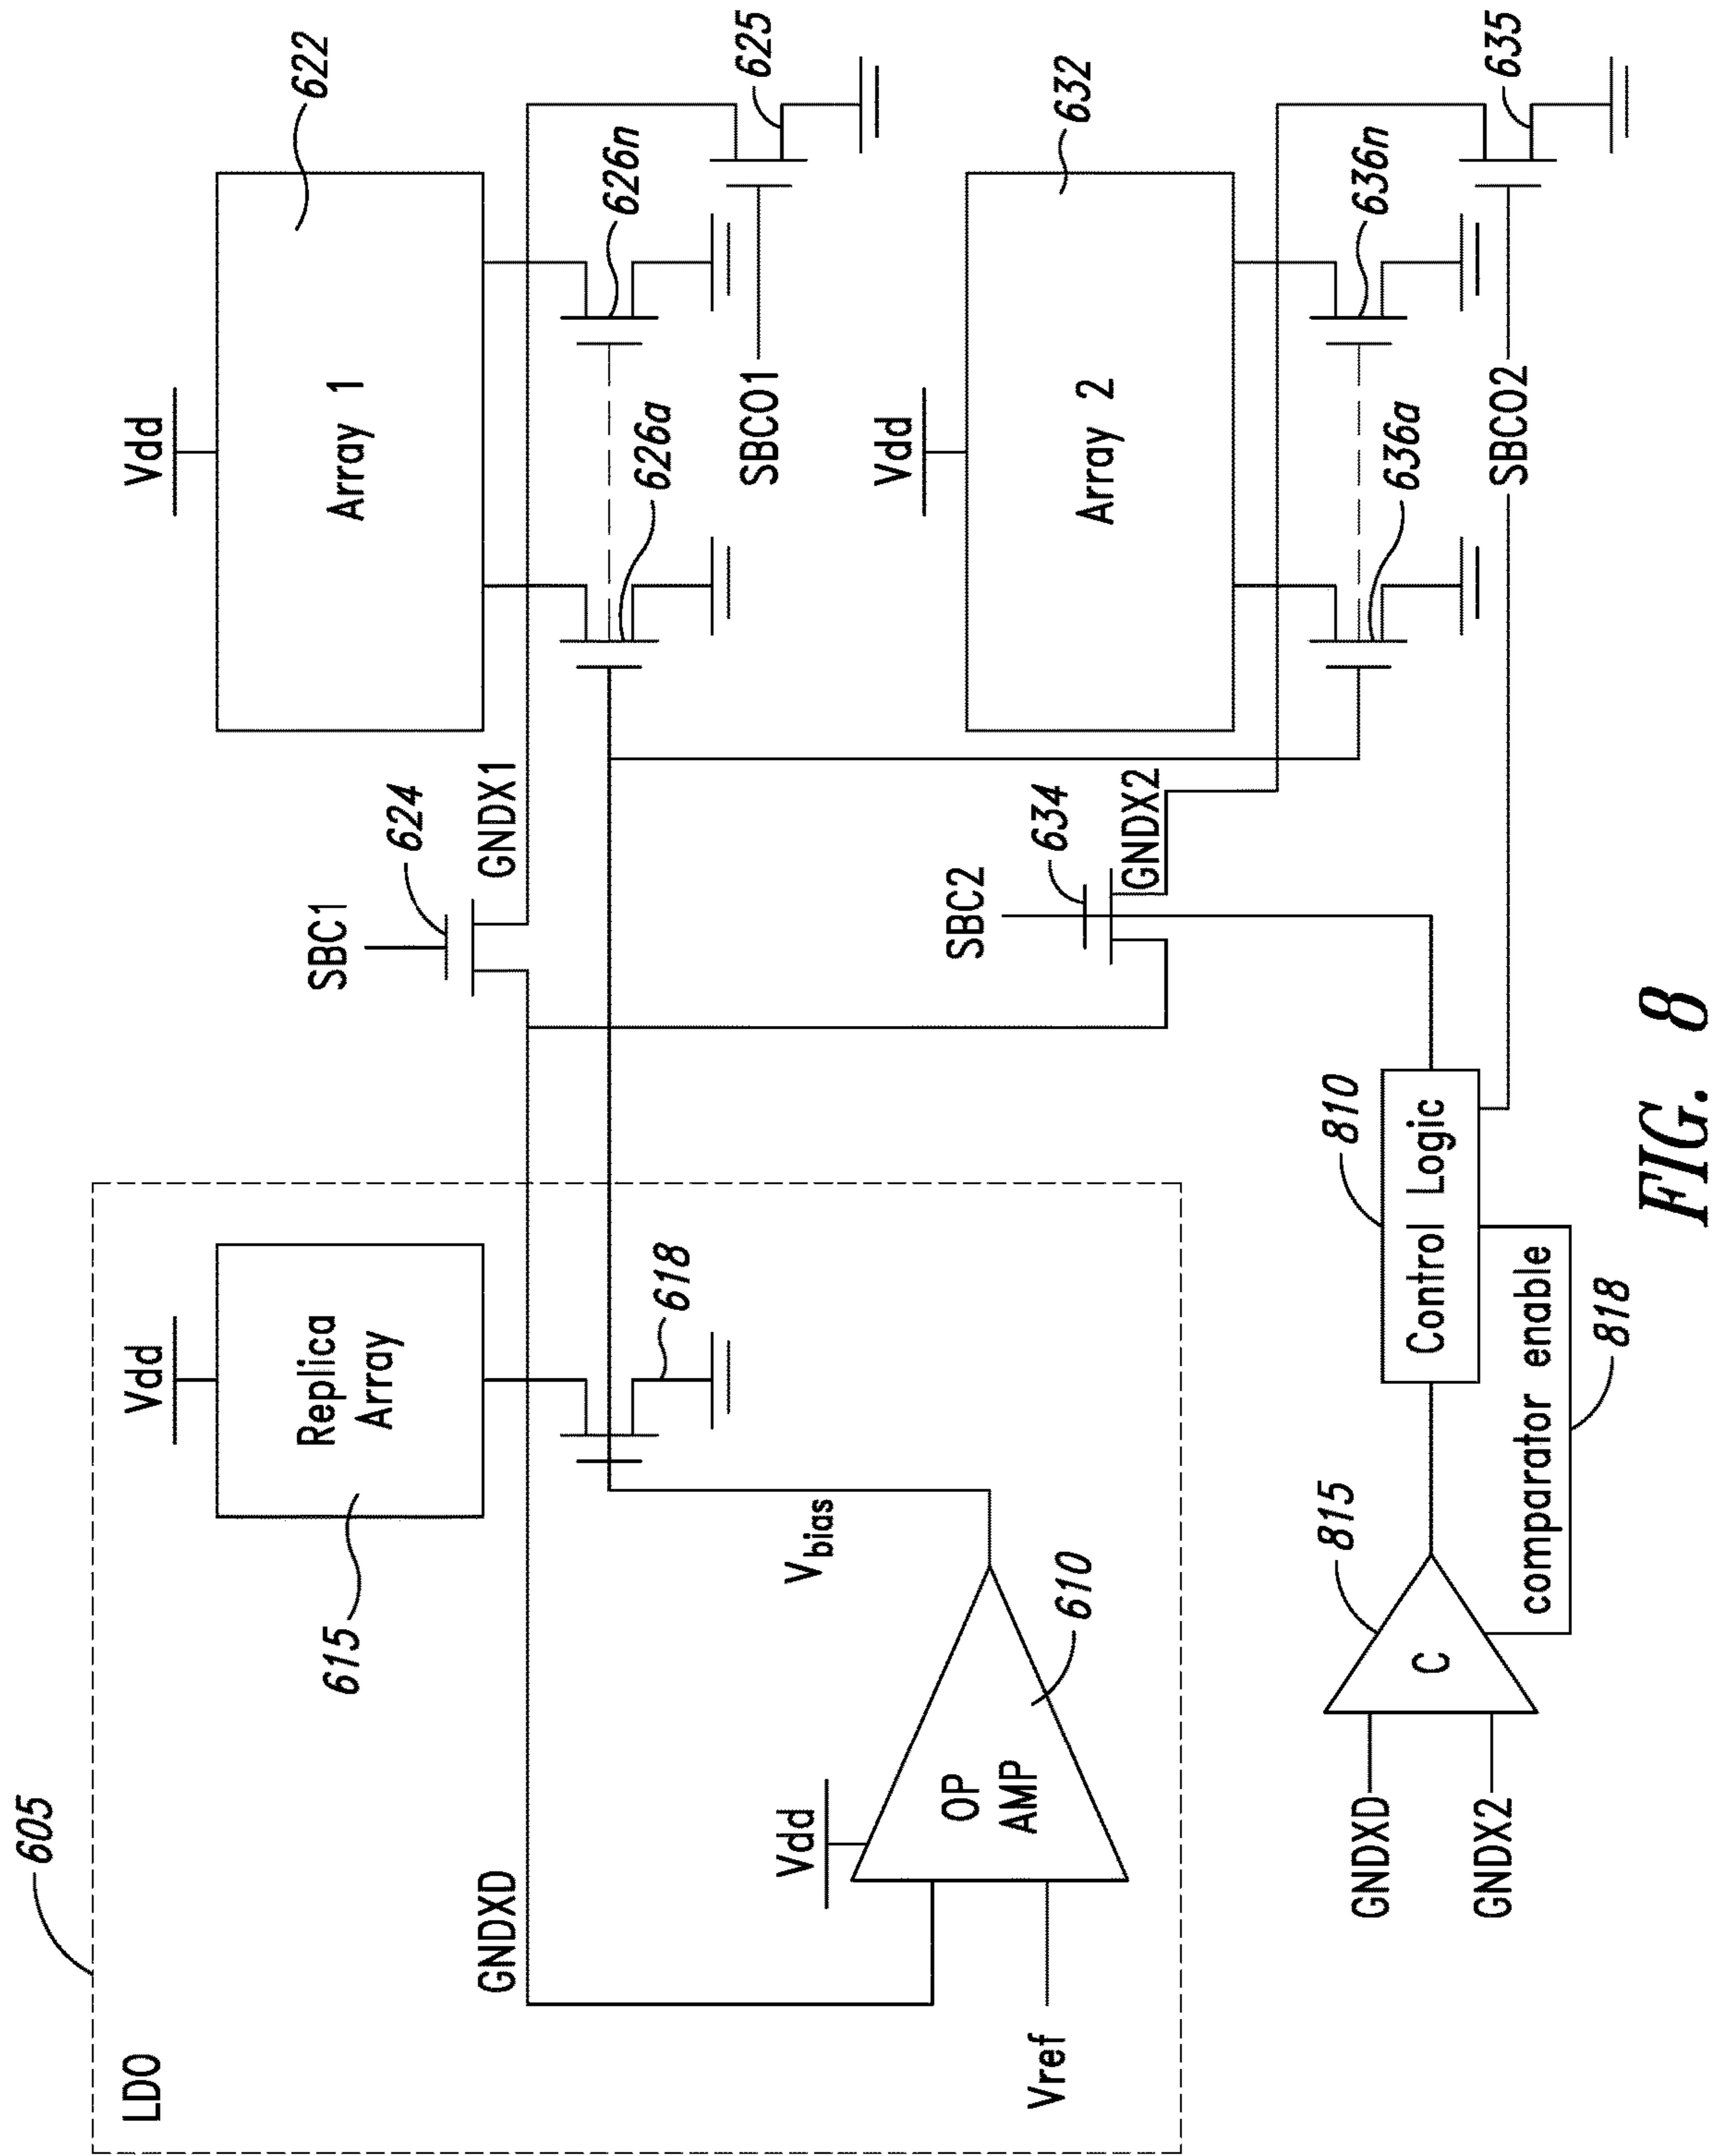 605
LDO
Vdd
Replica
Array
615
618
GNDXD
Vdd
OP
AMP
610
Vbias
Vref
SBC1
624
GNDX1
Vdd
Array 1
622
626a
626n
SBCO1
625
SBC2
634
GNDX2
Vdd
Array 2
632
636a
636n
SBCO2
635
GNDXD
GNDX2
C
815
Control Logic
810
comparator enable
818
FIG. 8